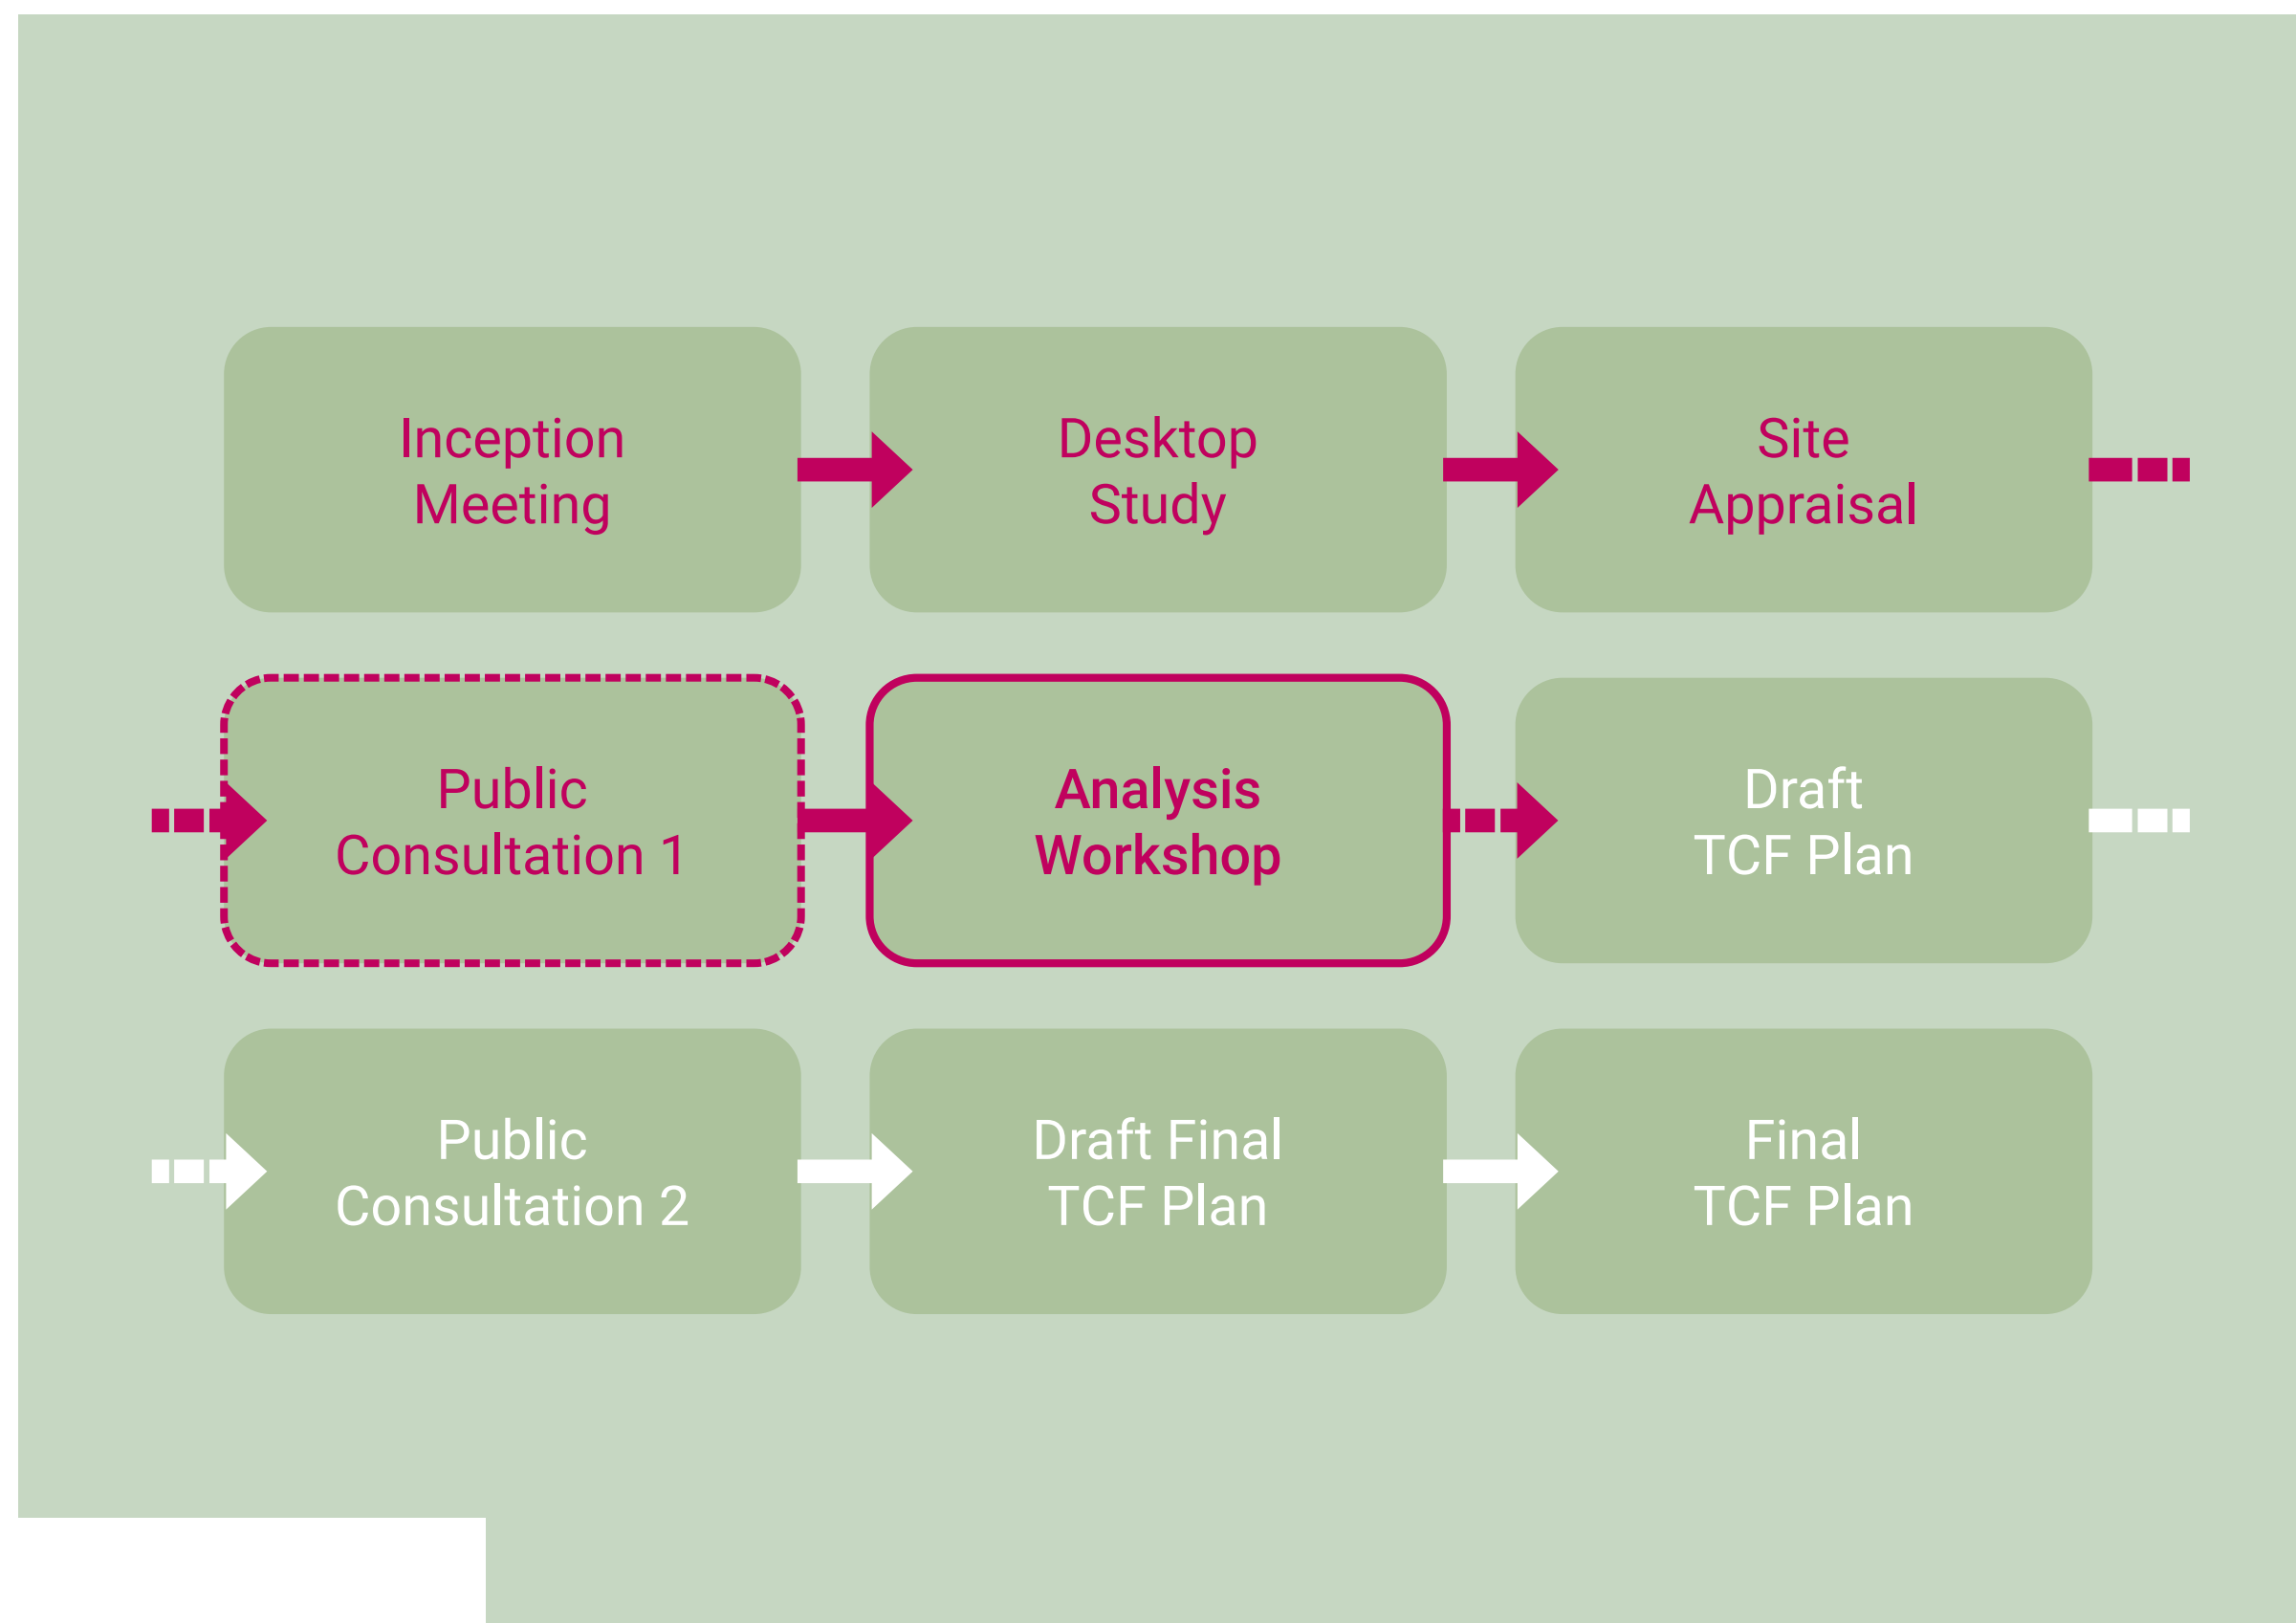 Inception
Meeting
Desktop
Study
Site
Appraisal
Public
Consultation 1
Analysis
Workshop
Draft
TCF Plan
Public
Consultation 2
Draft Final
TCF Plan
Final
TCF Plan